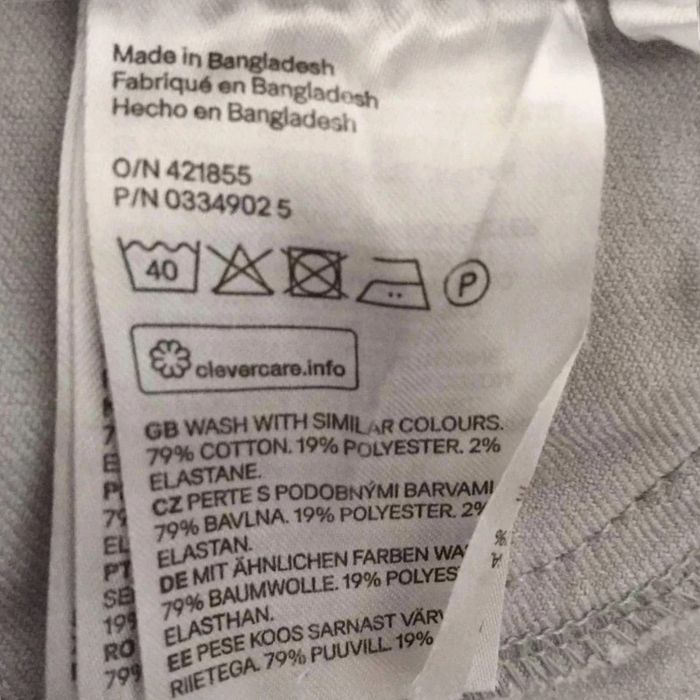 Made in Bangladesh
Fabriqué en Bangladesh
Hecho en Bangladesh
O/N 421855
P/N 0334902 5
40
P
clevercare.info
GB WASH WITH SIMILAR COLOURS.
79% COTTON. 19% POLYESTER. 2%
ELASTANE.
CZ PERTE S PODOBNÝMI BARVAMI
79% BAVLNA. 19% POLYESTER. 2%
ELASTAN.
DE MIT ÄHNLICHEN FARBEN WA
79% BAUMWOLLE. 19% POLYES
ELASTHAN.
EE PESE KOOS SARNAST VÄRV
RIIETEGA. 79% PUUVILL. 19%